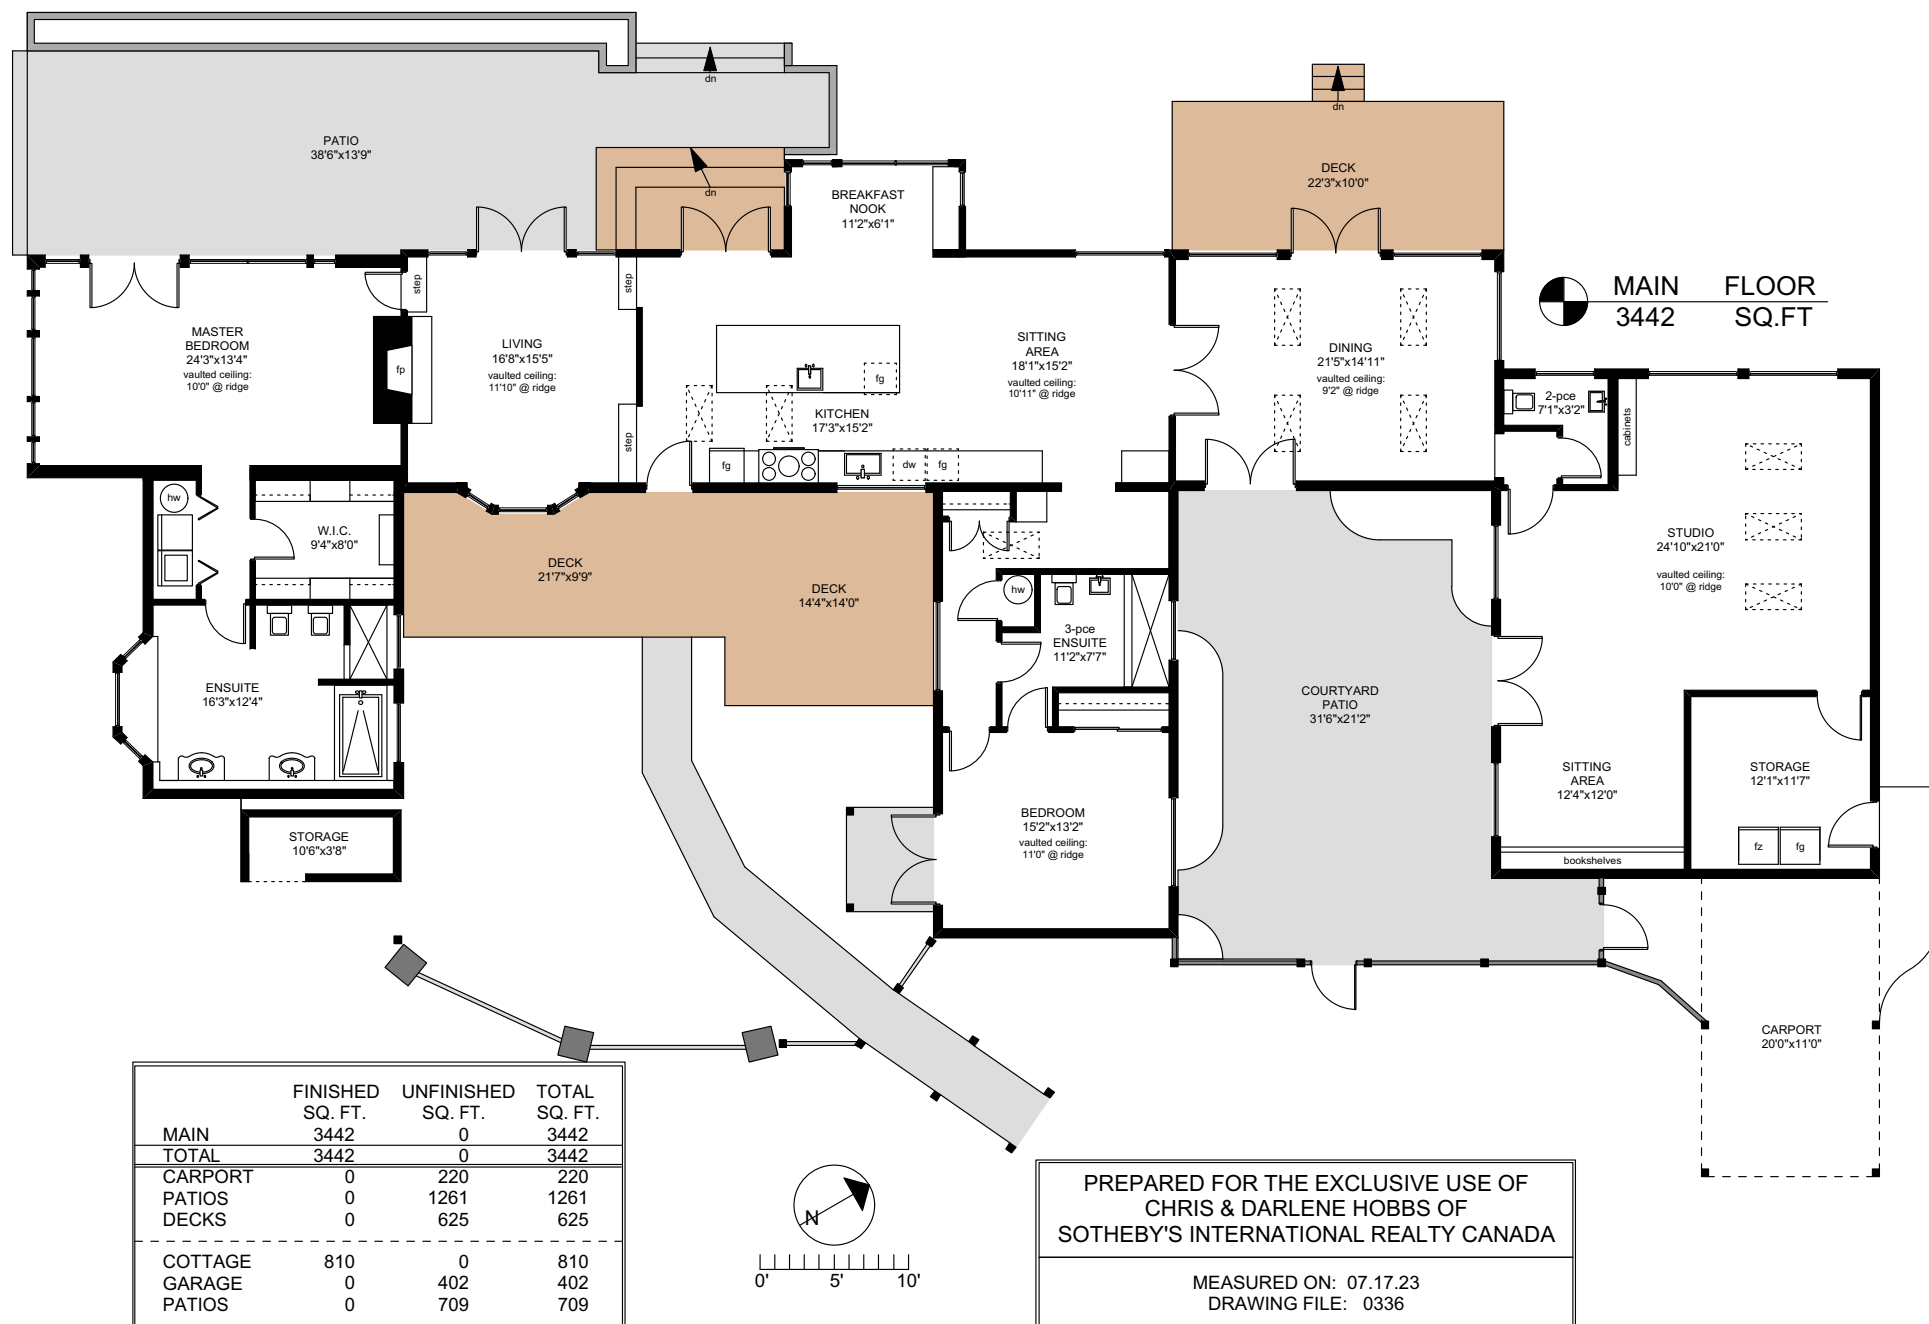 dn
PATIO
38'6"x13'9"
dn
BREAKFAST
NOOK
11'2"x6'1"
dn
DECK
22'3"x10'0"
MAIN FLOOR
3442 SQ.FT
MASTER
BEDROOM
24'3"x13'4"
vaulted ceiling:
10'0" @ ridge
step
fp
LIVING
16'8"x15'5"
vaulted ceiling:
11'10" @ ridge
step
step
SITTING
AREA
18'1"x15'2"
vaulted ceiling:
10'11" @ ridge
fg
KITCHEN
17'3"x15'2"
fg
dw
fg
DINING
21'5"x14'11"
vaulted ceiling:
9'2" @ ridge
2-pce
7'1"x3'2"
cabinets
hw
W.I.C.
9'4"x8'0"
DECK
21'7"x9'9"
DECK
14'4"x14'0"
hw
3-pce
ENSUITE
11'2"x7'7"
STUDIO
24'10"x21'0"
vaulted ceiling:
10'0" @ ridge
ENSUITE
16'3"x12'4"
COURTYARD
PATIO
31'6"x21'2"
SITTING
AREA
12'4"x12'0"
STORAGE
12'1"x11'7"
fz
fg
bookshelves
STORAGE
10'6"x3'8"
BEDROOM
15'2"x13'2"
vaulted ceiling:
11'0" @ ridge
CARPORT
20'0"x11'0"
FINISHED UNFINISHED TOTAL
SQ. FT. SQ. FT. SQ. FT.
MAIN 3442 0 3442
TOTAL 3442 0 3442
CARPORT 0 220 220
PATIOS 0 1261 1261
DECKS 0 625 625
COTTAGE 810 0 810
GARAGE 0 402 402
PATIOS 0 709 709
N
0' 5' 10'
PREPARED FOR THE EXCLUSIVE USE OF
CHRIS & DARLENE HOBBS OF
SOTHEBY'S INTERNATIONAL REALTY CANADA
MEASURED ON: 07.17.23
DRAWING FILE: 0336